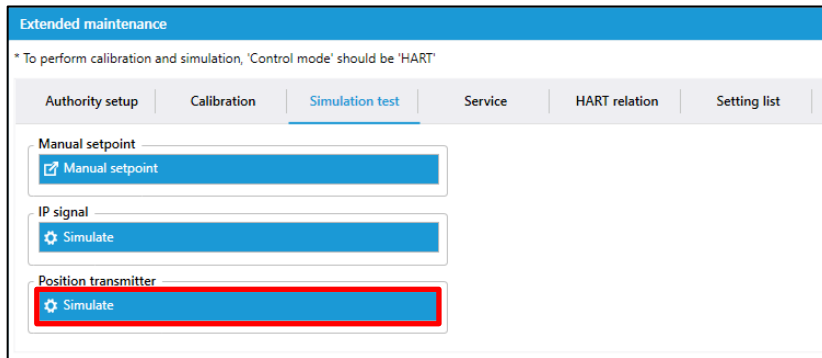 Extended maintenance
* To perform calibration and simulation, 'Control mode' should be 'HART'
Authority setup Calibration Simulation test Service HART relation Setting list
Manual setpoint
Manual setpoint
IP signal
Simulate
Position transmitter
Simulate